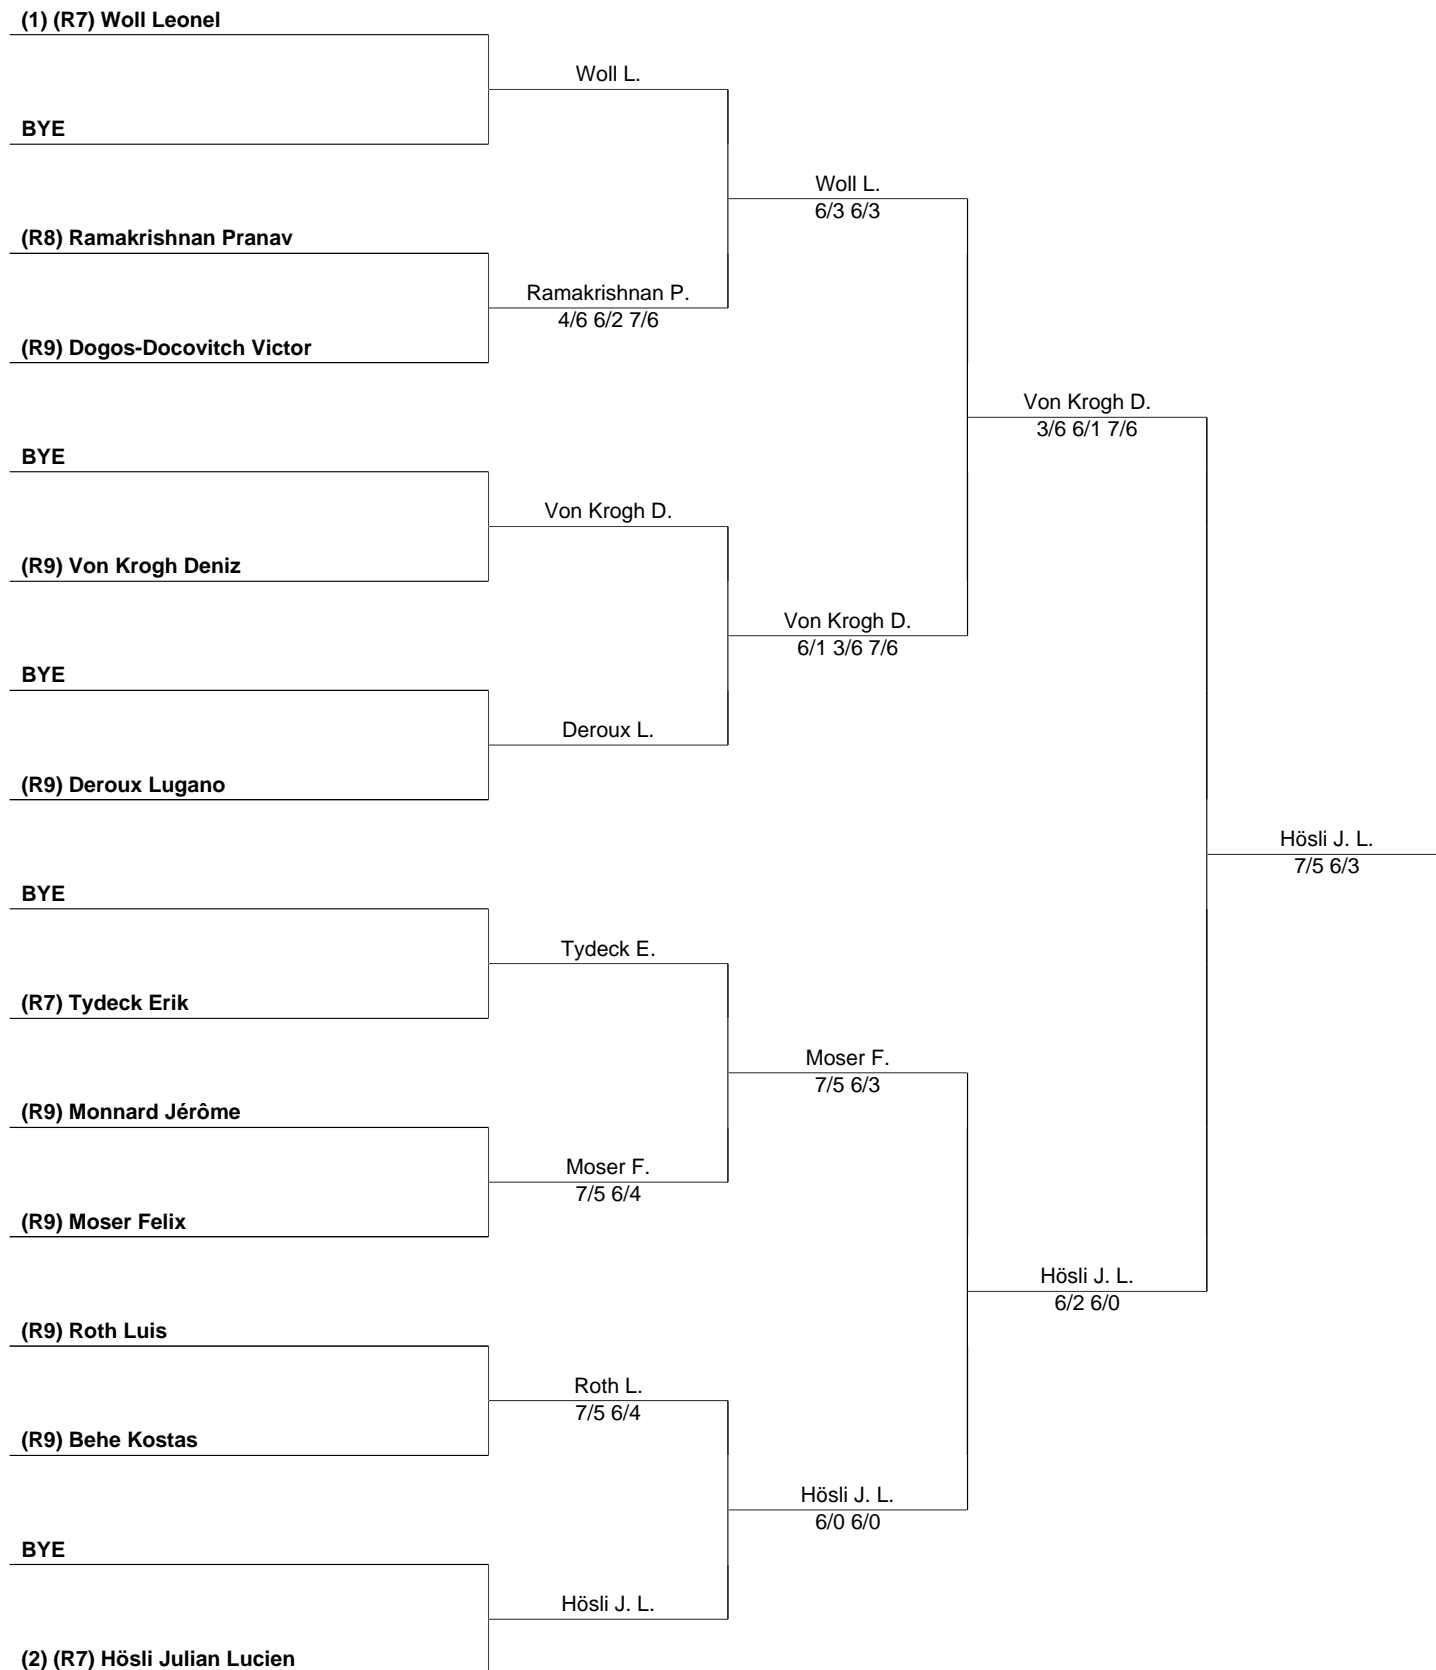 (1) (R7) Woll Leonel
Woll L.
BYE
Woll L.
6/3 6/3
(R8) Ramakrishnan Pranav
Ramakrishnan P.
4/6 6/2 7/6
(R9) Dogos-Docovitch Victor
Von Krogh D.
3/6 6/1 7/6
BYE
Von Krogh D.
(R9) Von Krogh Deniz
Von Krogh D.
6/1 3/6 7/6
BYE
Deroux L.
(R9) Deroux Lugano
Hösli J. L.
7/5 6/3
BYE
Tydeck E.
(R7) Tydeck Erik
Moser F.
7/5 6/3
(R9) Monnard Jérôme
Moser F.
7/5 6/4
(R9) Moser Felix
Hösli J. L.
6/2 6/0
(R9) Roth Luis
Roth L.
7/5 6/4
(R9) Behe Kostas
Hösli J. L.
6/0 6/0
BYE
Hösli J. L.
(2) (R7) Hösli Julian Lucien